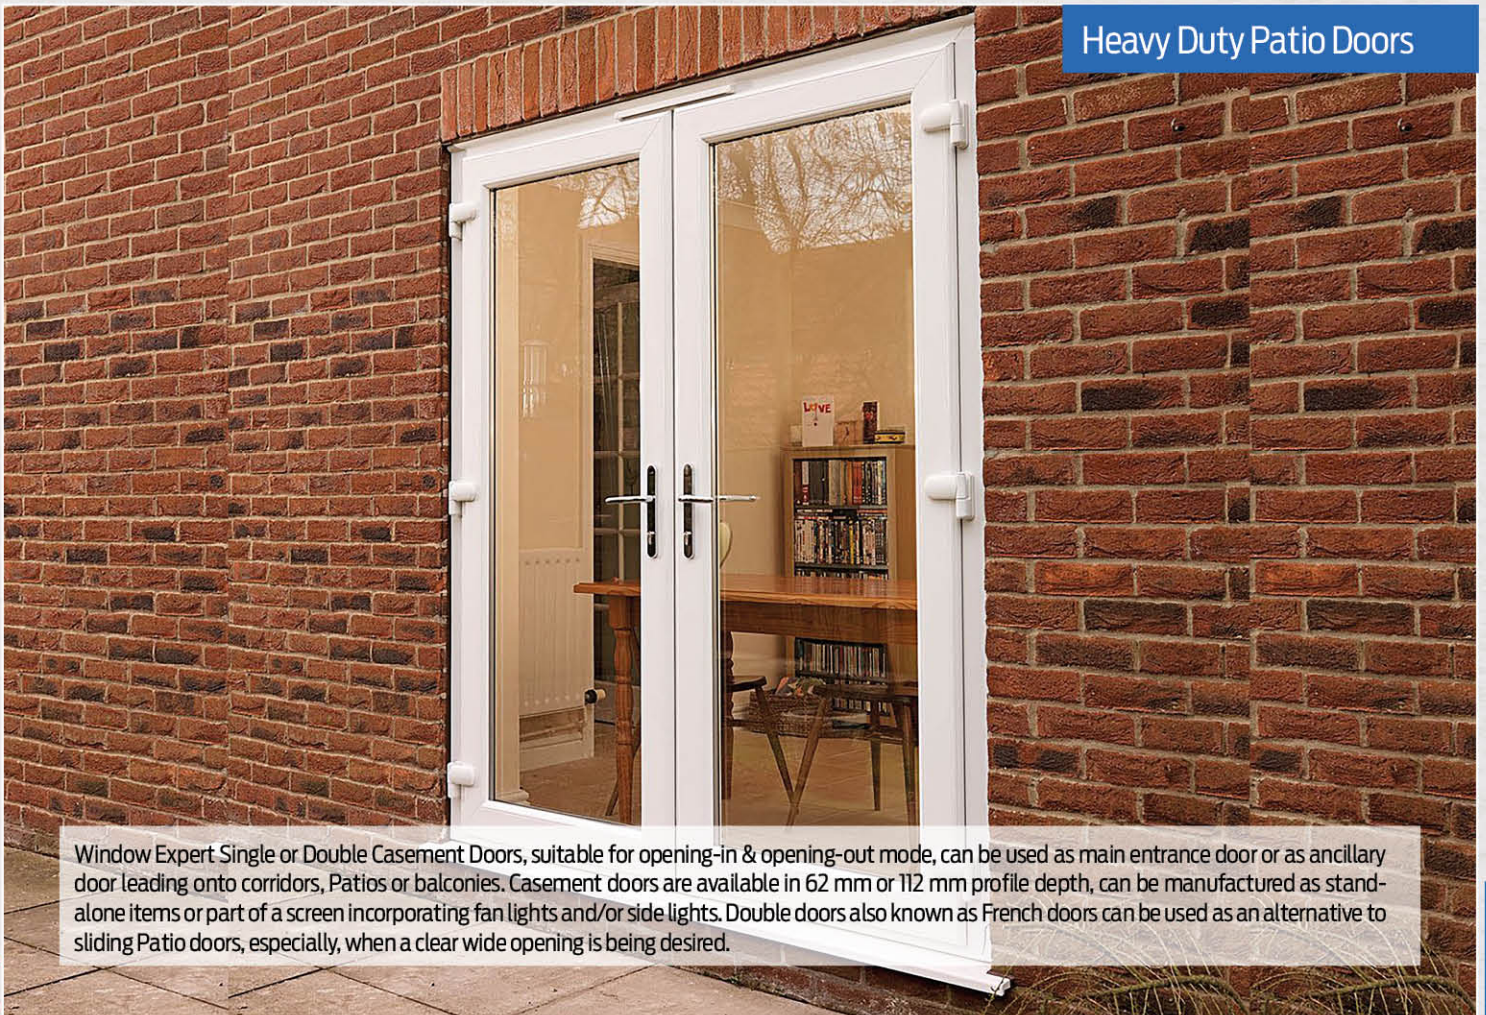 Heavy Duty Patio Doors
LOVE
Window Expert Single or Double Casement Doors, suitable for opening-in & opening-out mode, can be used as main entrance door or as ancillary
door leading onto corridors, Patios or balconies. Casement doors are available in 62 mm or 112 mm profile depth, can be manufactured as stand-
alone items or part of a screen incorporating fan lights and/or side lights. Double doors also known as French doors can be used as an alternative to
sliding Patio doors, especially, when a clear wide opening is being desired.